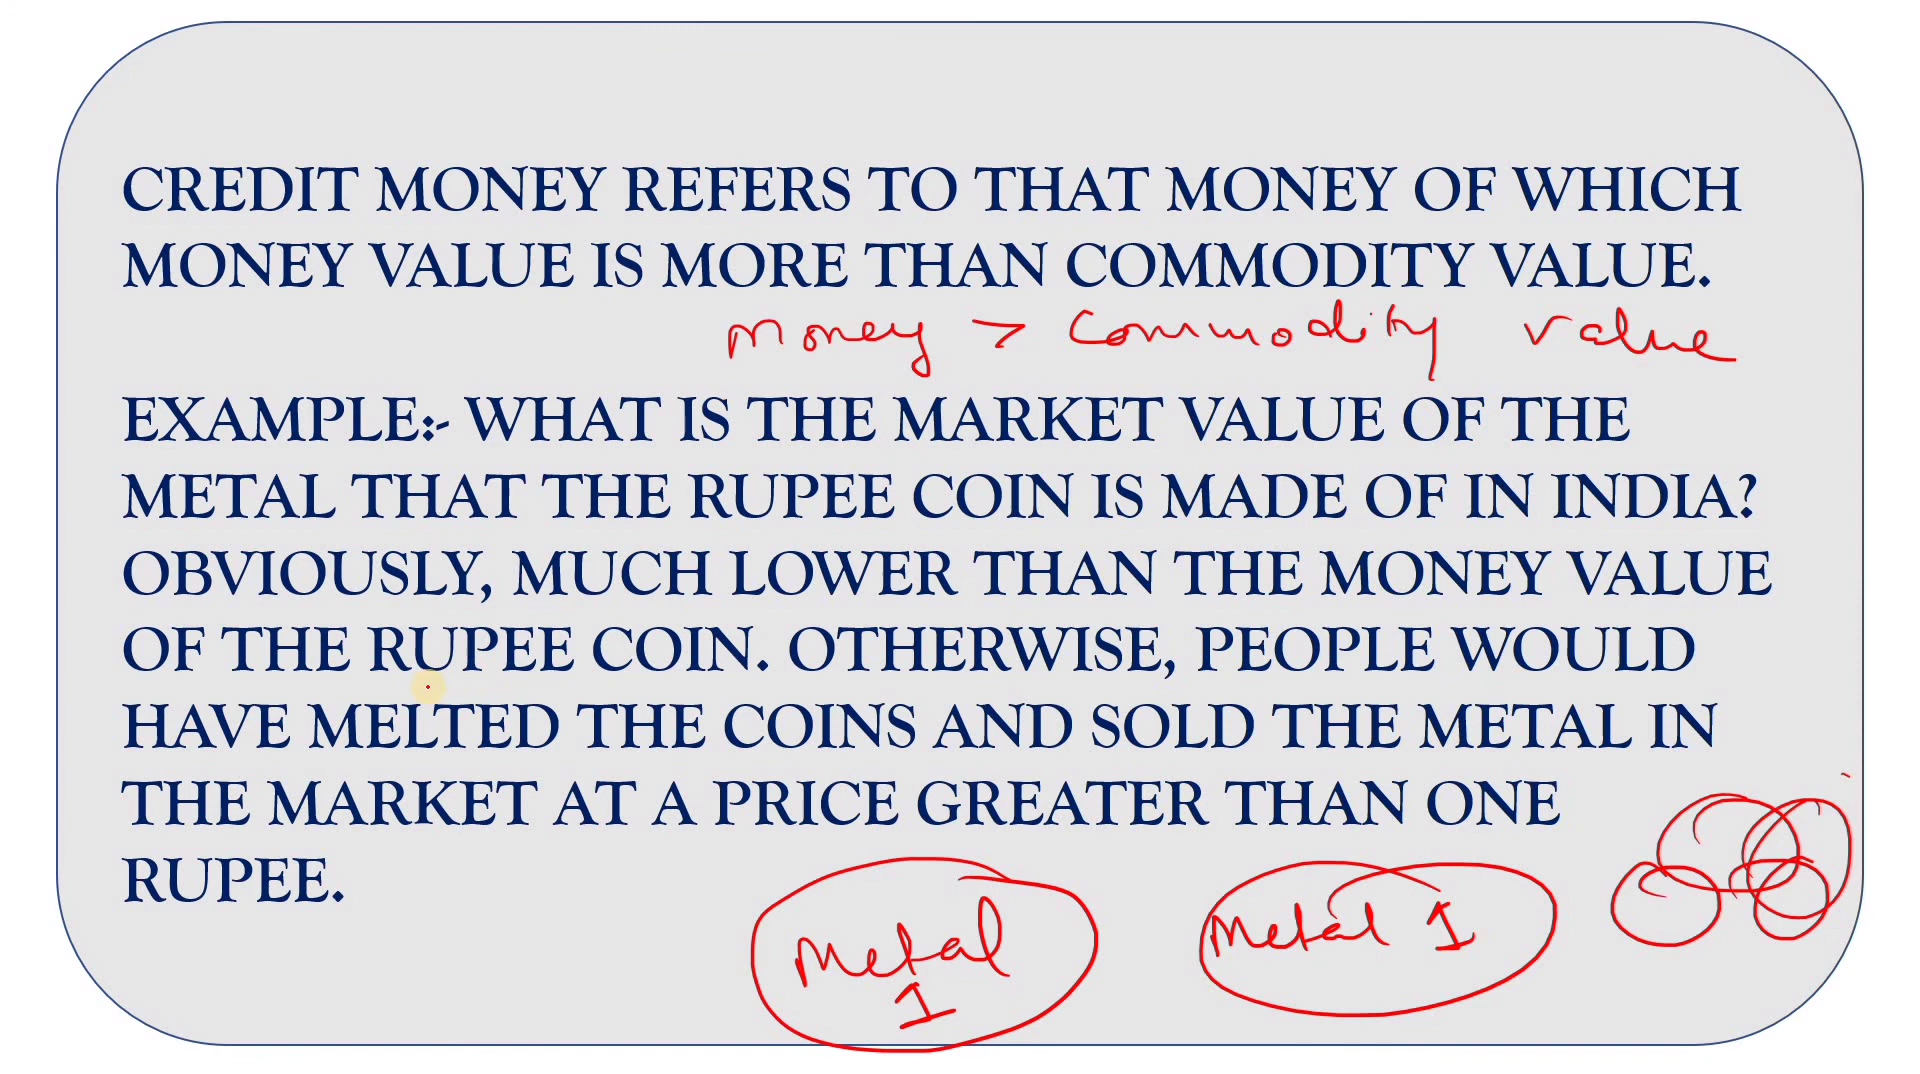 CREDIT MONEY REFERS TO THAT MONEY OF WHICH
MONEY VALUE IS MORE THAN COMMODITY VALUE.
money > commodity value
EXAMPLE:- WHAT IS THE MARKET VALUE OF THE
METAL THAT THE RUPEE COIN IS MADE OF IN INDIA?
OBVIOUSLY, MUCH LOWER THAN THE MONEY VALUE
OF THE RUPEE COIN. OTHERWISE, PEOPLE WOULD
HAVE MELTED THE COINS AND SOLD THE METAL IN
THE MARKET AT A PRICE GREATER THAN ONE
RUPEE.
Metal
1
Metal 1